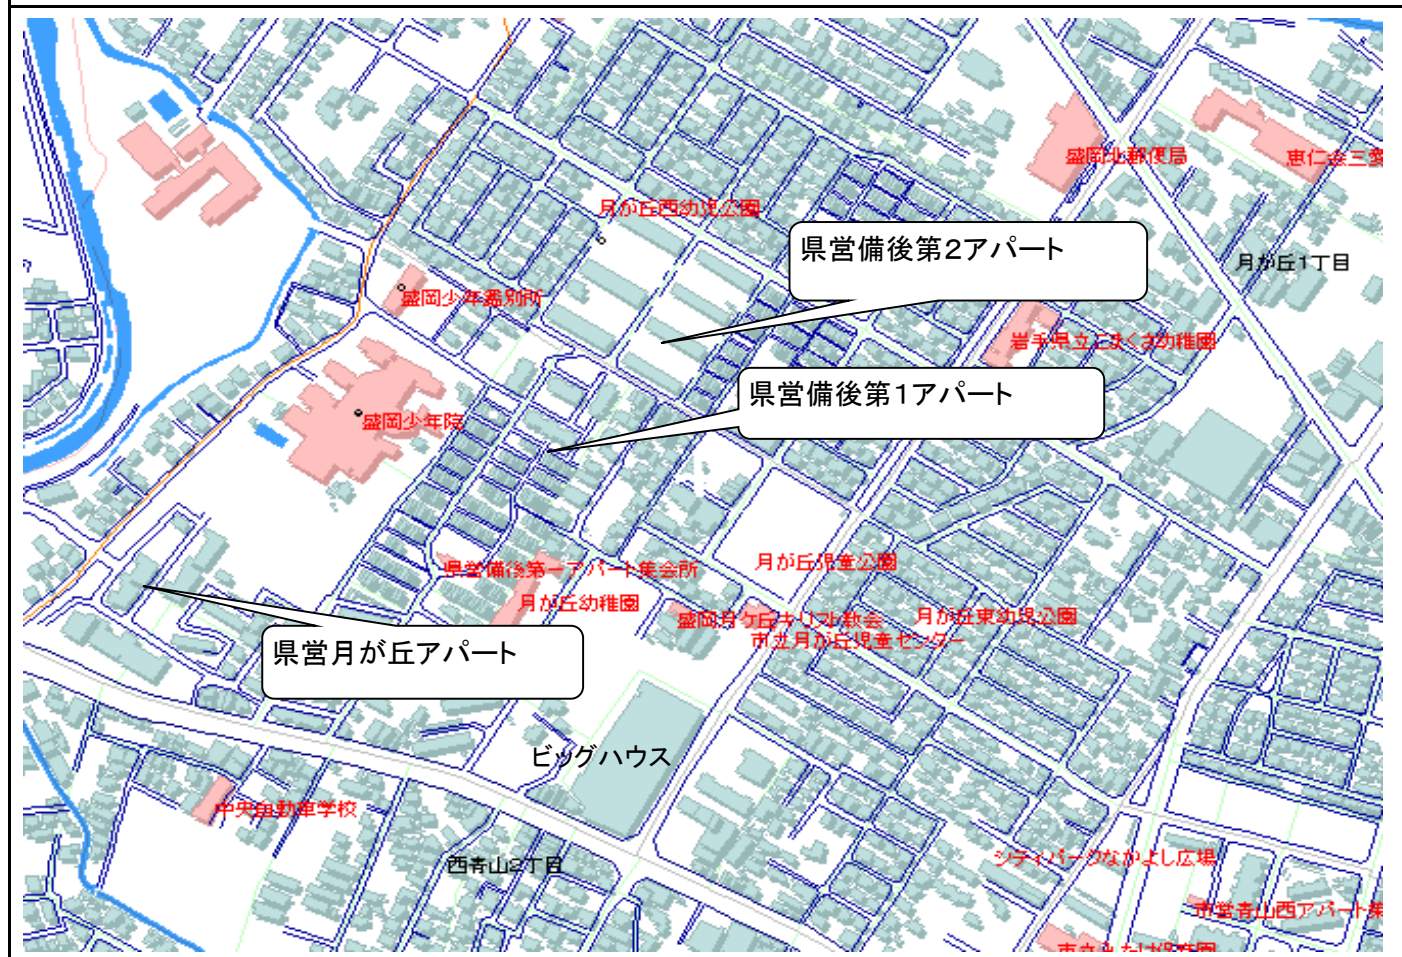 盛岡北郵便局
恵仁会三愛
月が丘西幼児公園
県営備後第2アパート
月が丘1丁目
盛岡少年鑑別所
岩手県立こまくさ幼稚園
県営備後第1アパート
盛岡少年院
月が丘児童公園
県営備後第一アパート集会所
月が丘幼稚園
盛岡月ケ丘キリスト教会
月が丘東幼児公園
市立月が丘児童センター
県営月が丘アパート
ビッグハウス
中央自動車学校
西青山2丁目
シティパークなかよし広場
市営青山西アパート集
市立みたけ保育園